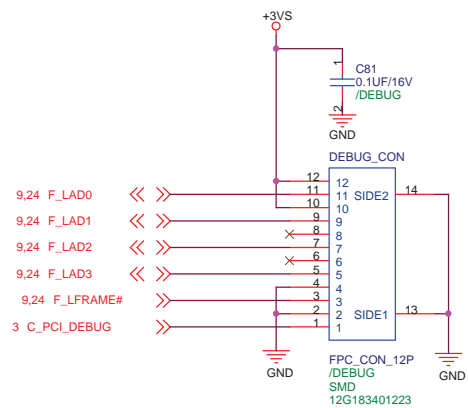 +3VS
1
C81
0.1UF/16V
/DEBUG
2
GND
DEBUG_CON
12 12
9,24 F_LAD0 11 11 SIDE2 14
10 10
9,24 F_LAD1 9 9
8 8
9,24 F_LAD2 7 7
6 6
9,24 F_LAD3 5 5
4 4
9,24 F_LFRAME# 3 3
2 2 SIDE1 13
3 C_PCI_DEBUG 1 1
GND
GND
FPC_CON_12P
/DEBUG
SMD
12G183401223